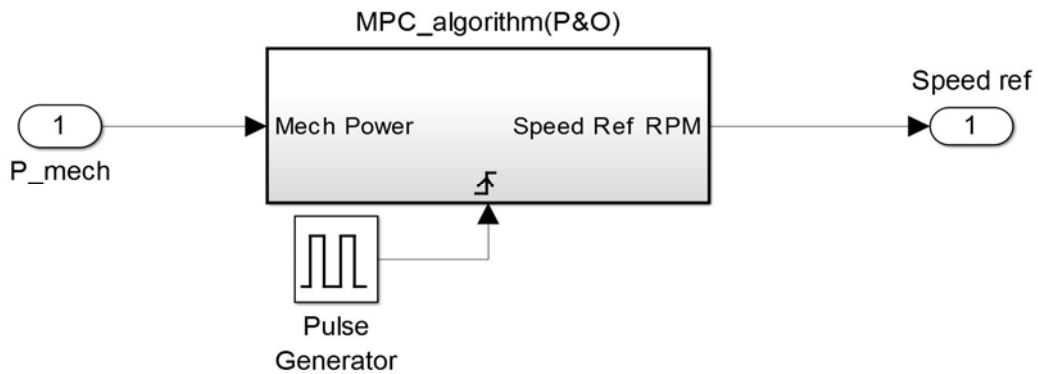 MPC_algorithm(P&O)
Speed ref
1
Mech Power
Speed Ref RPM
1
P_mech
Pulse
Generator